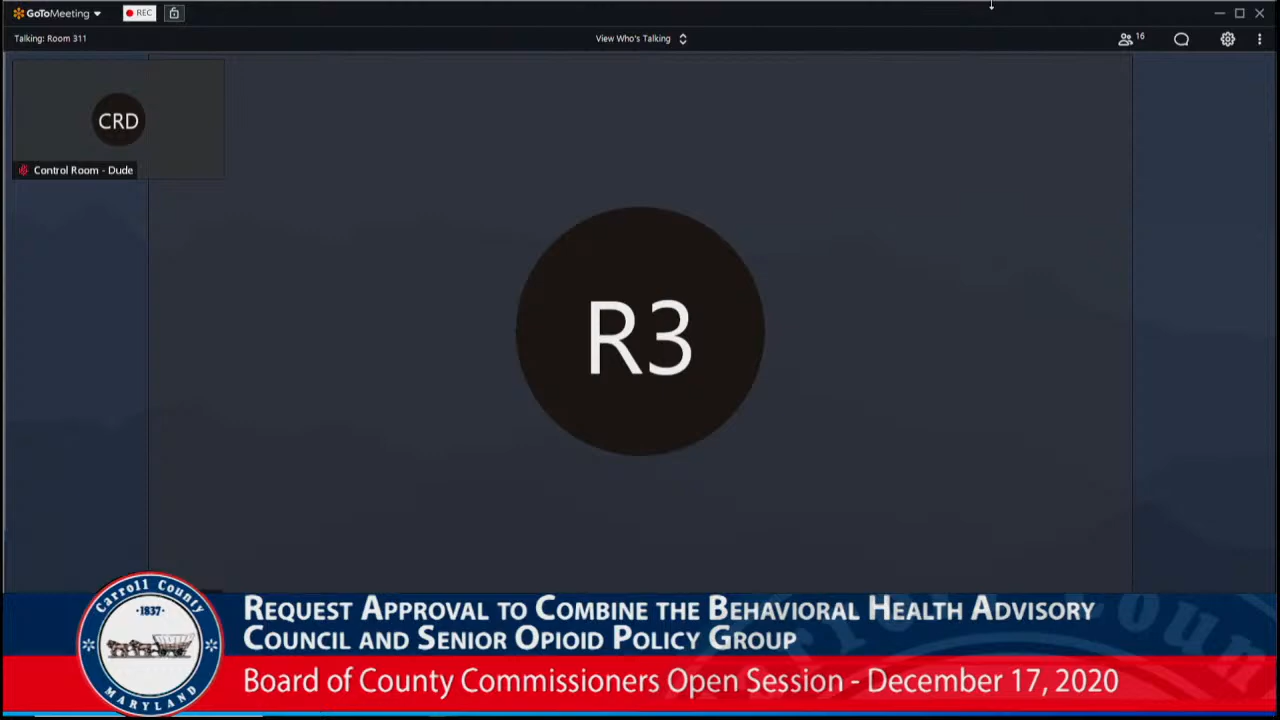 GoToMeeting
REC
Talking: Room 311
View Who's Talking
16
CRD
Control Room - Dude
R3
Carroll County
·1837·
MARYLAND
REQUEST APPROVAL TO COMBINE THE BEHAVIORAL HEALTH ADVISORY
COUNCIL AND SENIOR OPIOID POLICY GROUP
Board of County Commissioners Open Session - December 17, 2020